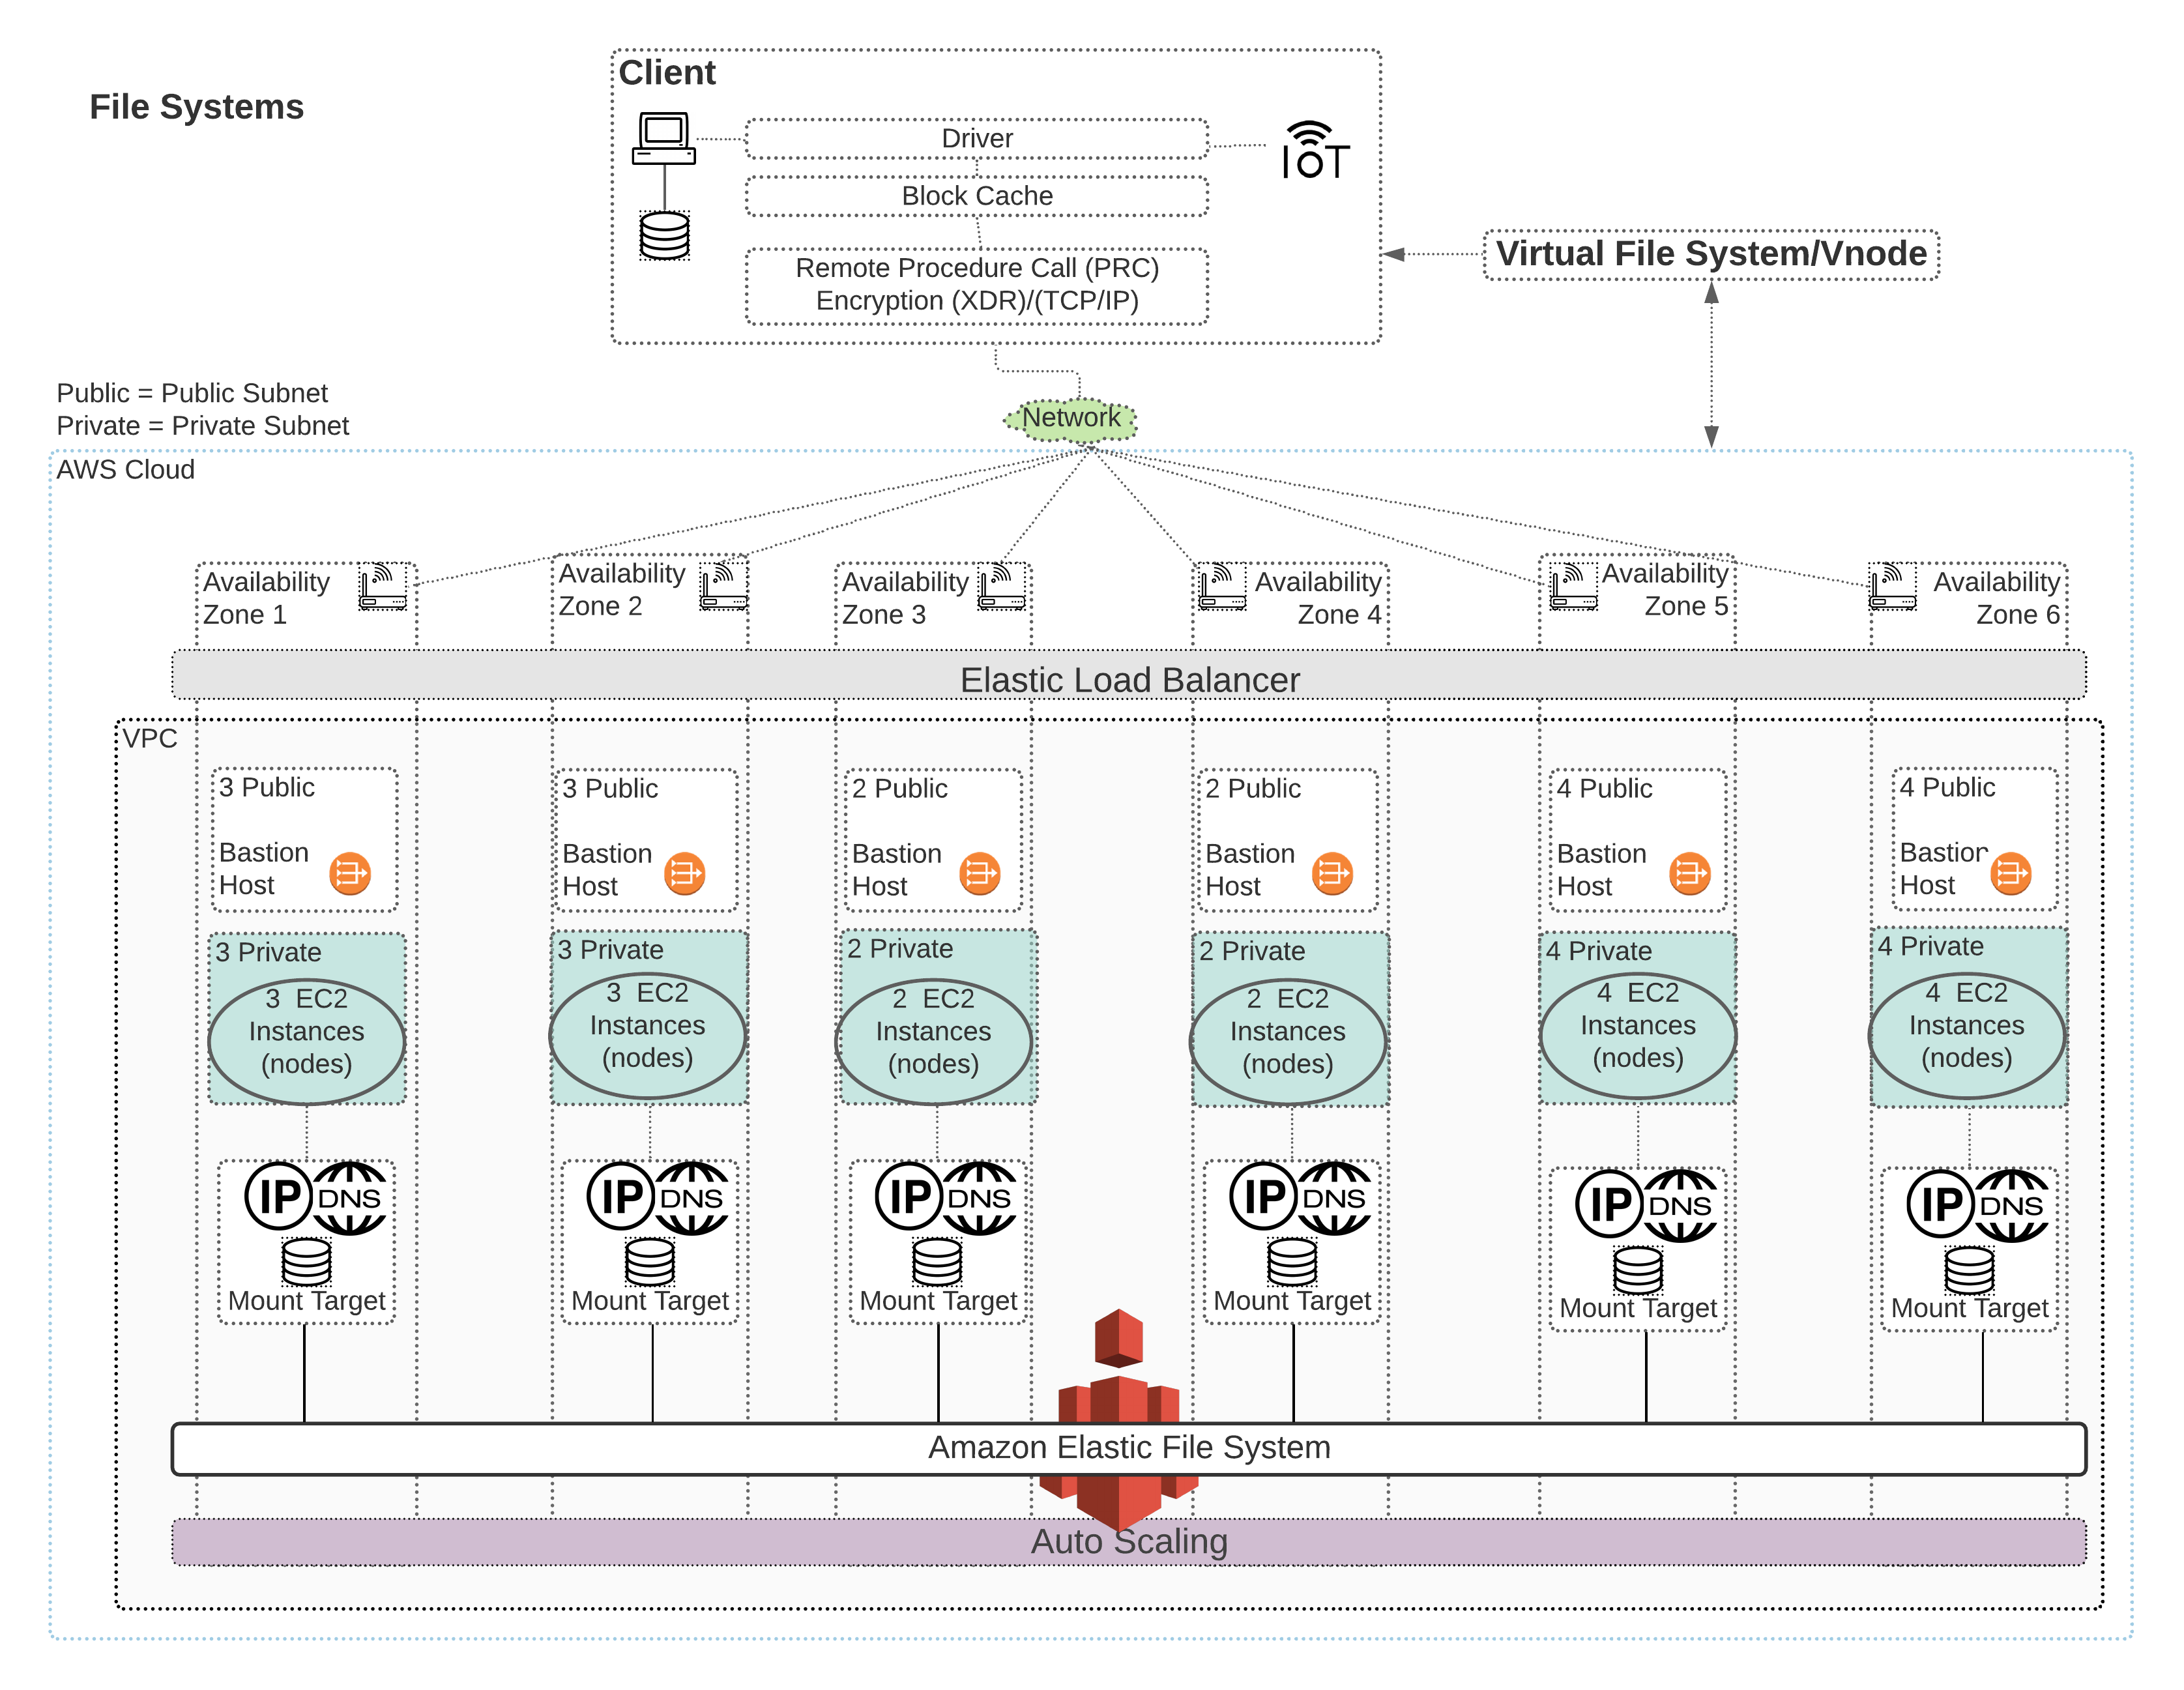 File Systems
Client
Driver
Block Cache
Remote Procedure Call (PRC)
Encryption (XDR)/(TCP/IP)
IOT
Virtual File System/Vnode
Public = Public Subnet
Private = Private Subnet
Network
AWS Cloud
Availability
Zone 1
Availability
Zone 2
Availability
Zone 3
Availability
Zone 4
Availability
Zone 5
Availability
Zone 6
Elastic Load Balancer
VPC
3 Public
Bastion
Host
3 Public
Bastion
Host
2 Public
Bastion
Host
2 Public
Bastion
Host
4 Public
Bastion
Host
4 Public
Bastion
Host
3 Private
3 EC2
Instances
(nodes)
3 Private
3 EC2
Instances
(nodes)
2 Private
2 EC2
Instances
(nodes)
2 Private
2 EC2
Instances
(nodes)
4 Private
4 EC2
Instances
(nodes)
4 Private
4 EC2
Instances
(nodes)
IP DNS
Mount Target
IP DNS
Mount Target
IP DNS
Mount Target
IP DNS
Mount Target
IP DNS
Mount Target
IP DNS
Mount Target
Amazon Elastic File System
Auto Scaling